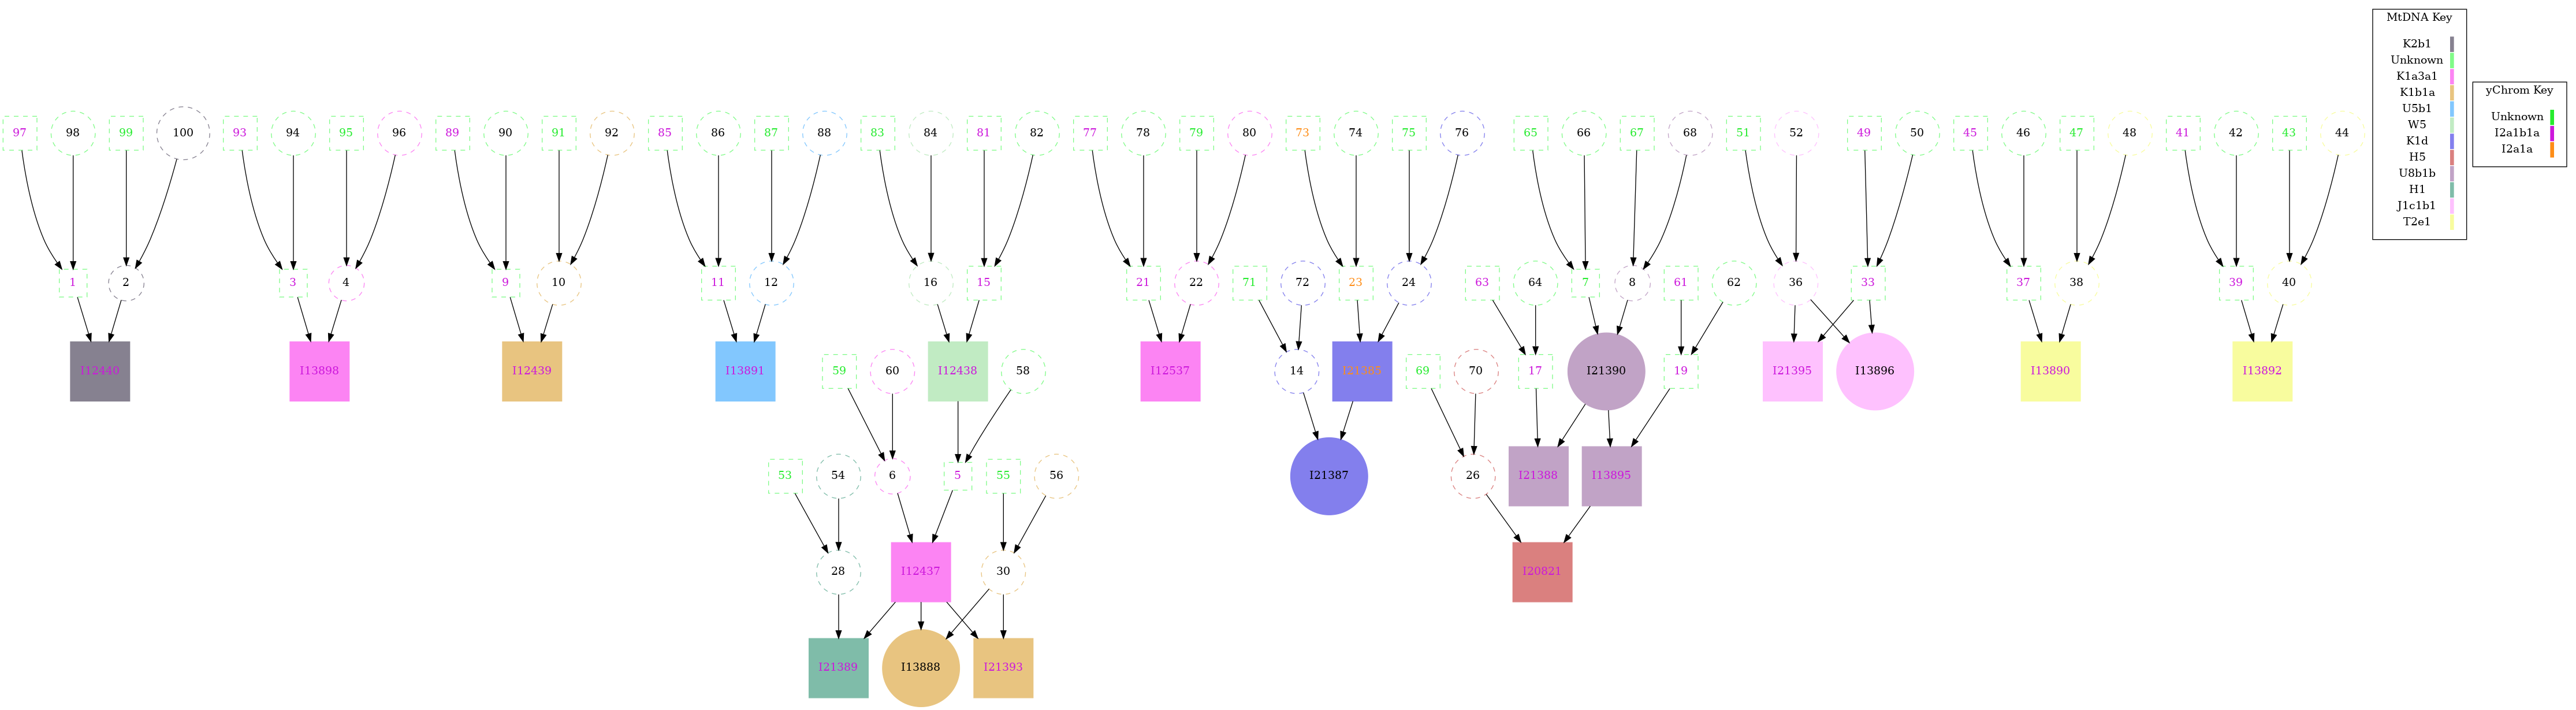 MtDNA Key
K2b1
Unknown
K1a3a1
K1b1a
U5b1
W5
K1d
H5
U8b1b
H1
J1c1b1
T2e1
yChrom Key
Unknown
I2a1b1a
I2a1a
97 98 99 100 93 94 95 96 89 90 91 92 85 86 87 88 83 84 81 82 77 78 79 80 73 74 75 76 65 66 67 68 51 52 49 50 45 46 47 48 41 42 43 44
1 2 3 4 9 10 11 12 16 15 21 22 71 72 23 24 63 64 7 8 61 62 36 33 37 38 39 40
I12440 I13898 I12439 I13891 59 60 I12438 58 I12537 14 I21385 69 70 17 I21390 19 I21395 I13896 I13890 I13892
53 54 6 5 55 56 I21387 26 I21388 I13895
28 I12437 30 I20821
I21389 I13888 I21393